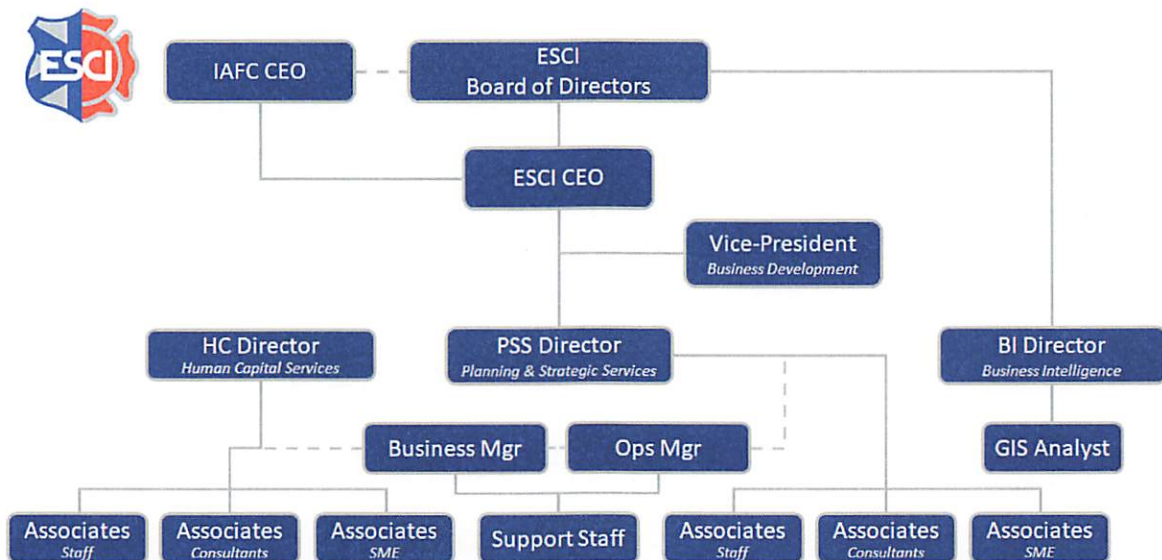 ESCI
IAFC CEO
ESCI
Board of Directors
ESCI CEO
Vice-President
Business Development
HC Director
Human Capital Services
PSS Director
Planning & Strategic Services
BI Director
Business Intelligence
Business Mgr
Ops Mgr
GIS Analyst
Associates
Staff
Associates
Consultants
Associates
SME
Support Staff
Associates
Staff
Associates
Consultants
Associates
SME